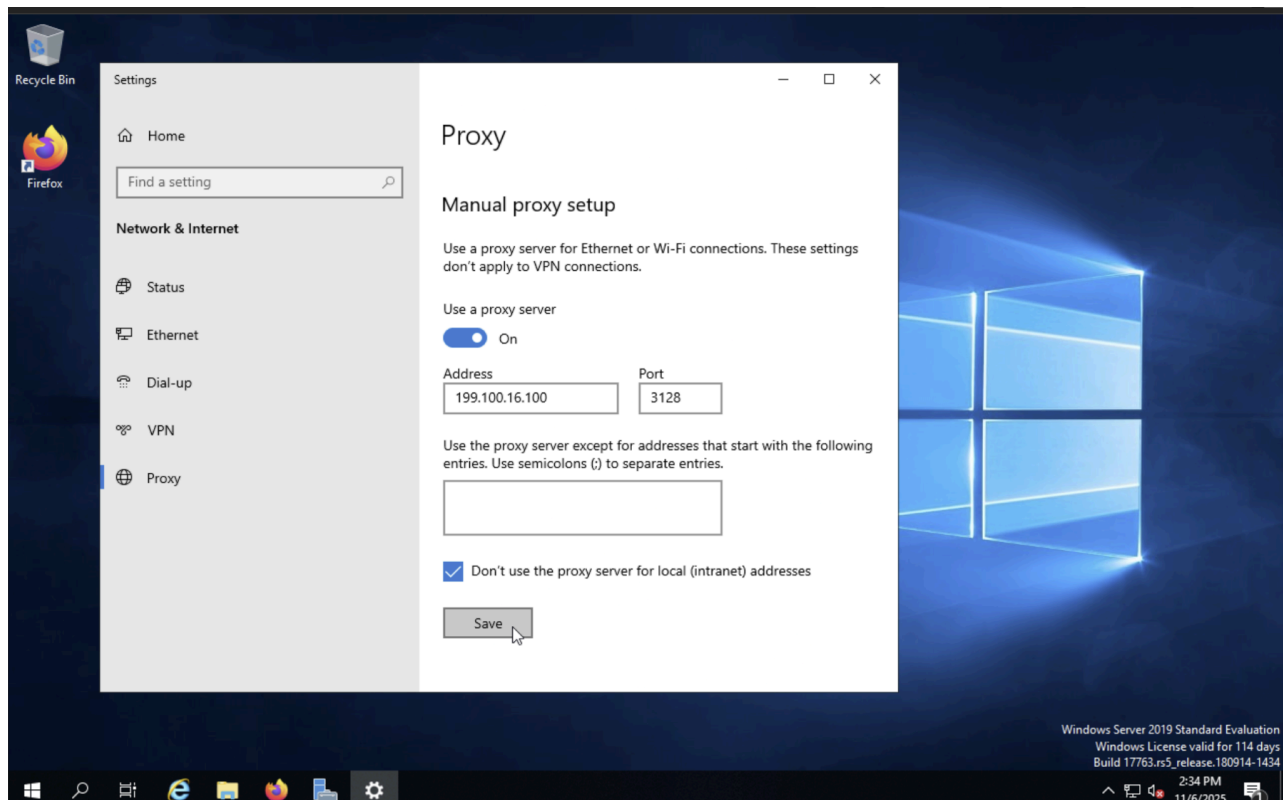 Recycle Bin
Firefox
Settings
Home
Find a setting
Network & Internet
Status
Ethernet
Dial-up
VPN
Proxy
Proxy
Manual proxy setup
Use a proxy server for Ethernet or Wi-Fi connections. These settings
don't apply to VPN connections.
Use a proxy server
On
Address Port
199.100.16.100 3128
Use the proxy server except for addresses that start with the following
entries. Use semicolons (;) to separate entries.
Don't use the proxy server for local (intranet) addresses
Save
Windows Server 2019 Standard Evaluation
Windows License valid for 114 days
Build 17763.rs5_release.180914-1434
2:34 PM
11/6/2025
1